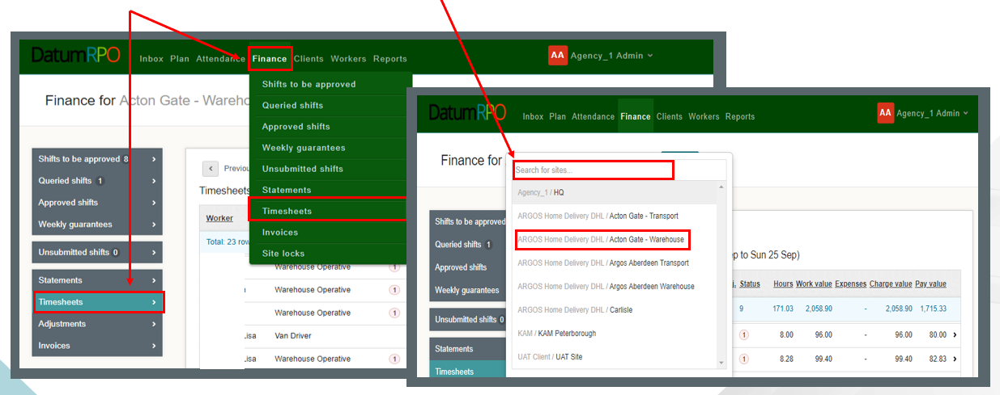 DatumRPO Inbox Plan Attendance Finance Clients Workers Reports AA Agency_1 Admin
Finance for Acton Gate - Wareho
Shifts to be approved
Queried shifts
Approved shifts
Weekly guarantees
Unsubmitted shifts
Statements
Timesheets
Invoices
Site locks
Shifts to be approved 8
Queried shifts 1
Approved shifts
Weekly guarantees
Unsubmitted shifts 0
Statements
Timesheets
Adjustments
Invoices
Previou
Timesheets
Worker
Total: 23 row
Warehouse Operative 1
Warehouse Operative 1
Warehouse Operative 1
Lisa Van Driver
Lisa Warehouse Operative 1
DatumRPO Inbox Plan Attendance Finance Clients Workers Reports AA Agency_1 Admin
Finance for
Search for sites...
Agency_1 / HQ
ARGOS Home Delivery DHL / Acton Gate - Transport
ARGOS Home Delivery DHL / Acton Gate - Warehouse
ARGOS Home Delivery DHL / Argos Aberdeen Transport
ARGOS Home Delivery DHL / Argos Aberdeen Warehouse
ARGOS Home Delivery DHL / Carlisle
KAM / KAM Peterborough
UAT Client / UAT Site
Shifts to be approved
Queried shifts 1
Approved shifts
Weekly guarantees
Unsubmitted shifts 0
Statements
Timesheets
ep to Sun 25 Sep)
Status Hours Work value Expenses Charge value Pay value
9 171.03 2,058.90 - 2,058.90 1,715.33
1 8.00 96.00 - 96.00 80.00
1 8.28 99.40 - 99.40 82.83